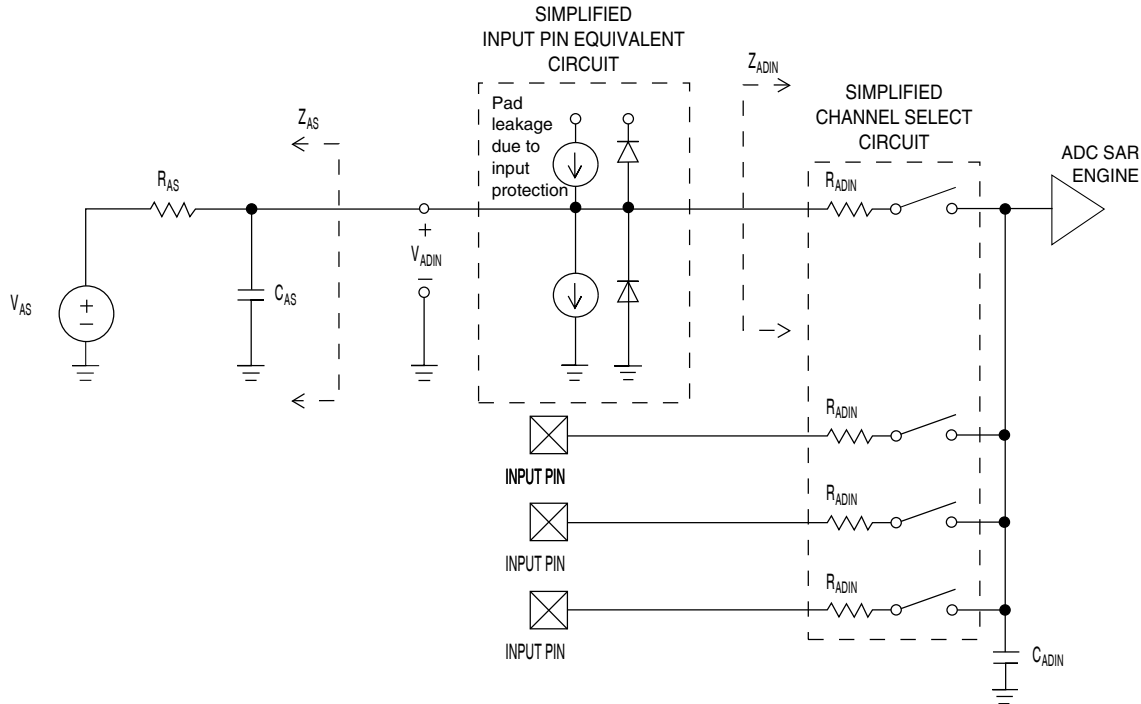 SIMPLIFIED
INPUT PIN EQUIVALENT
CIRCUIT
Z_ADIN
SIMPLIFIED
CHANNEL SELECT
CIRCUIT
Pad
leakage
due to
input
protection
Z_AS
R_AS
R_ADIN
ADC SAR
ENGINE
+
V_ADIN
–
C_AS
V_AS
+
–
R_ADIN
INPUT PIN
R_ADIN
INPUT PIN
R_ADIN
INPUT PIN
C_ADIN